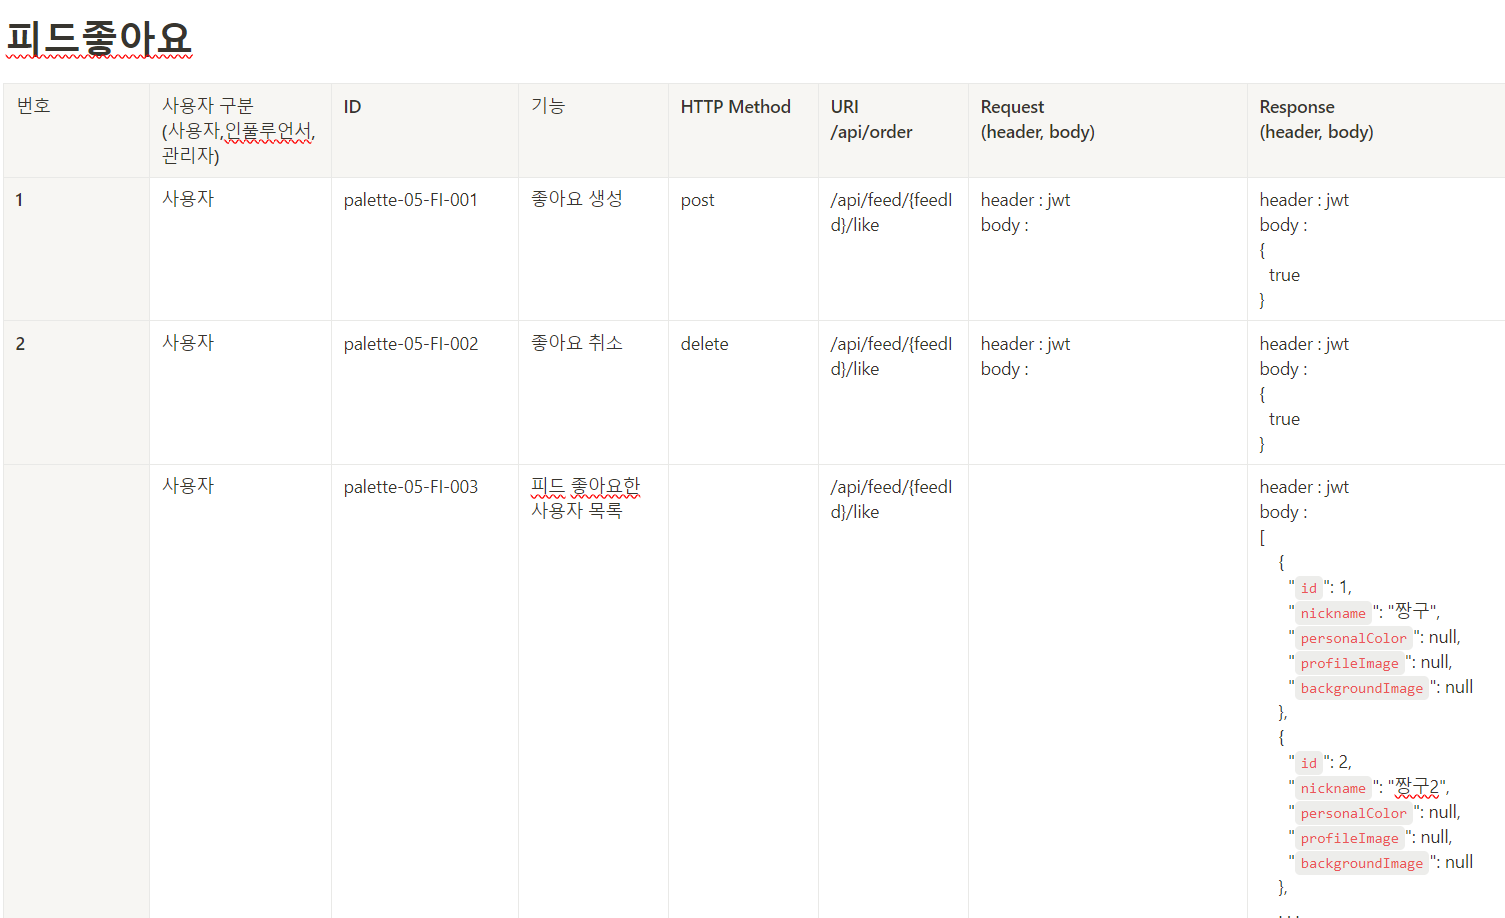 피드좋아요
번호
사용자 구분
(사용자,인풀루언서,
관리자)
ID
기능
HTTP Method
URI
/api/order
Request
(header, body)
Response
(header, body)
1
사용자
palette-05-FI-001
좋아요 생성
post
/api/feed/{feedI
d}/like
header : jwt
body :
header : jwt
body :
{
true
}
2
사용자
palette-05-FI-002
좋아요 취소
delete
/api/feed/{feedI
d}/like
header : jwt
body :
header : jwt
body :
{
true
}
사용자
palette-05-FI-003
피드 좋아요한
사용자 목록
/api/feed/{feedI
d}/like
header : jwt
body :
[
{
"id": 1,
"nickname": "짱구",
"personalColor": null,
"profileImage": null,
"backgroundImage": null
},
{
"id": 2,
"nickname": "짱구2",
"personalColor": null,
"profileImage": null,
"backgroundImage": null
},